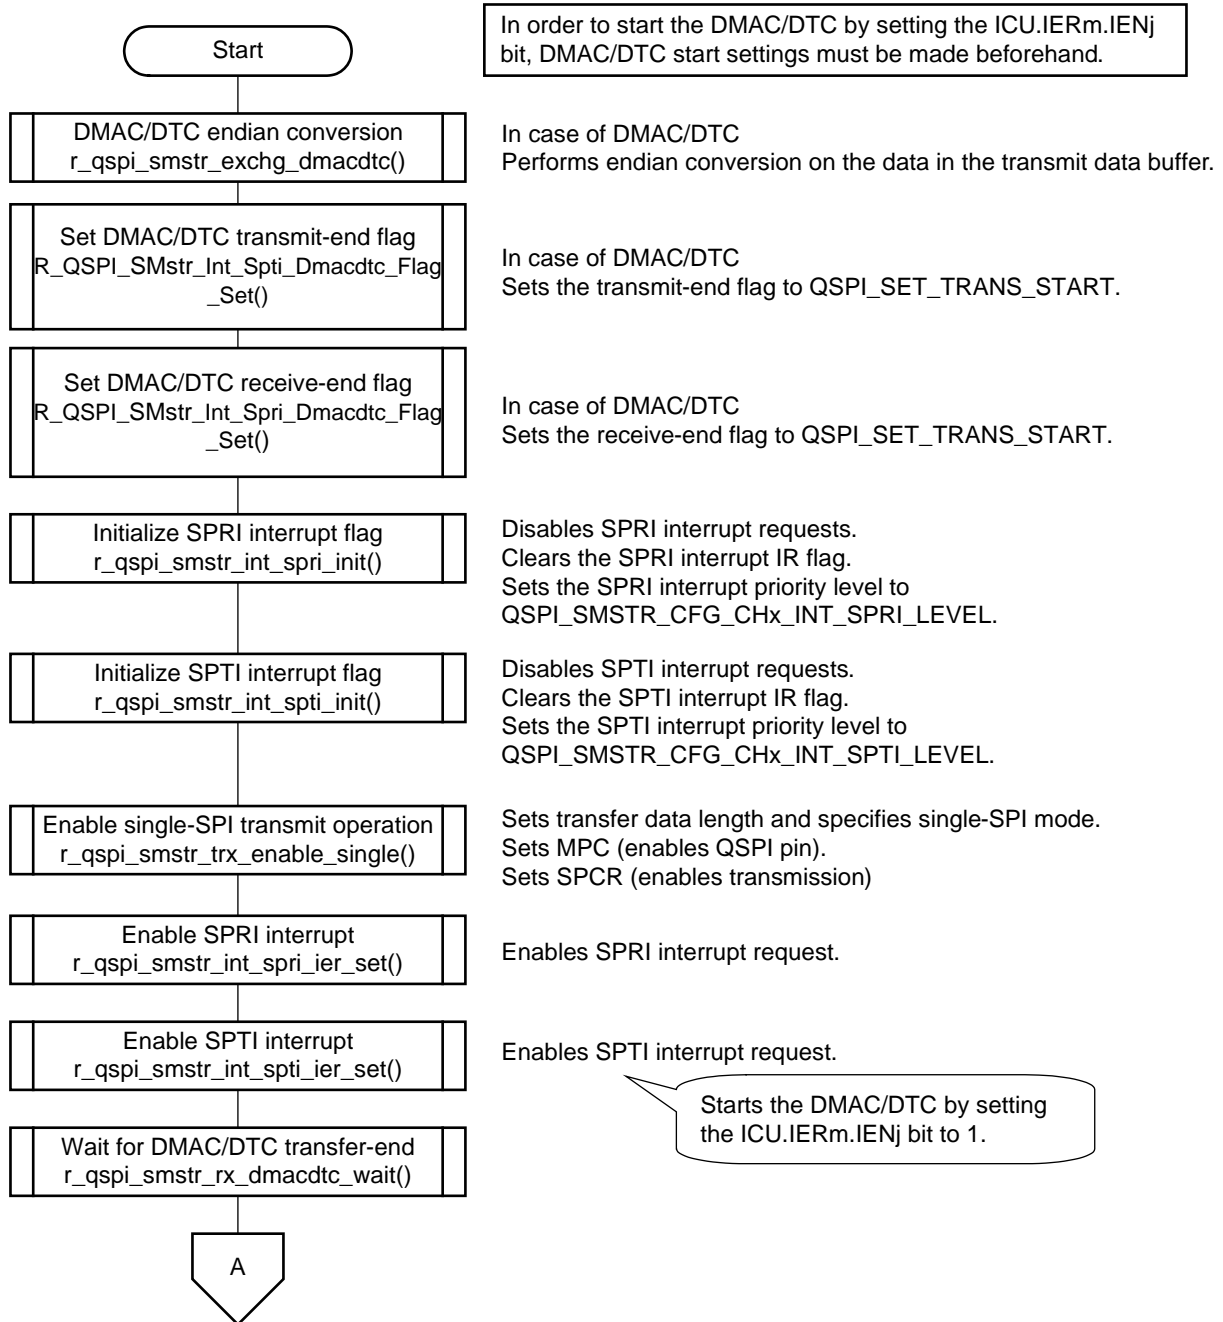 In order to start the DMAC/DTC by setting the ICU.IERm.IENj
bit, DMAC/DTC start settings must be made beforehand.
Start
DMAC/DTC endian conversion
r_qspi_smstr_exchg_dmacdtc()
In case of DMAC/DTC
Performs endian conversion on the data in the transmit data buffer.
Set DMAC/DTC transmit-end flag
R_QSPI_SMstr_Int_Spti_Dmacdtc_Flag
_Set()
In case of DMAC/DTC
Sets the transmit-end flag to QSPI_SET_TRANS_START.
Set DMAC/DTC receive-end flag
R_QSPI_SMstr_Int_Spri_Dmacdtc_Flag
_Set()
In case of DMAC/DTC
Sets the receive-end flag to QSPI_SET_TRANS_START.
Initialize SPRI interrupt flag
r_qspi_smstr_int_spri_init()
Disables SPRI interrupt requests.
Clears the SPRI interrupt IR flag.
Sets the SPRI interrupt priority level to
QSPI_SMSTR_CFG_CHx_INT_SPRI_LEVEL.
Initialize SPTI interrupt flag
r_qspi_smstr_int_spti_init()
Disables SPTI interrupt requests.
Clears the SPTI interrupt IR flag.
Sets the SPTI interrupt priority level to
QSPI_SMSTR_CFG_CHx_INT_SPTI_LEVEL.
Enable single-SPI transmit operation
r_qspi_smstr_trx_enable_single()
Sets transfer data length and specifies single-SPI mode.
Sets MPC (enables QSPI pin).
Sets SPCR (enables transmission)
Enable SPRI interrupt
r_qspi_smstr_int_spri_ier_set()
Enables SPRI interrupt request.
Enable SPTI interrupt
r_qspi_smstr_int_spti_ier_set()
Enables SPTI interrupt request.
Starts the DMAC/DTC by setting
the ICU.IERm.IENj bit to 1.
Wait for DMAC/DTC transfer-end
r_qspi_smstr_rx_dmacdtc_wait()
A